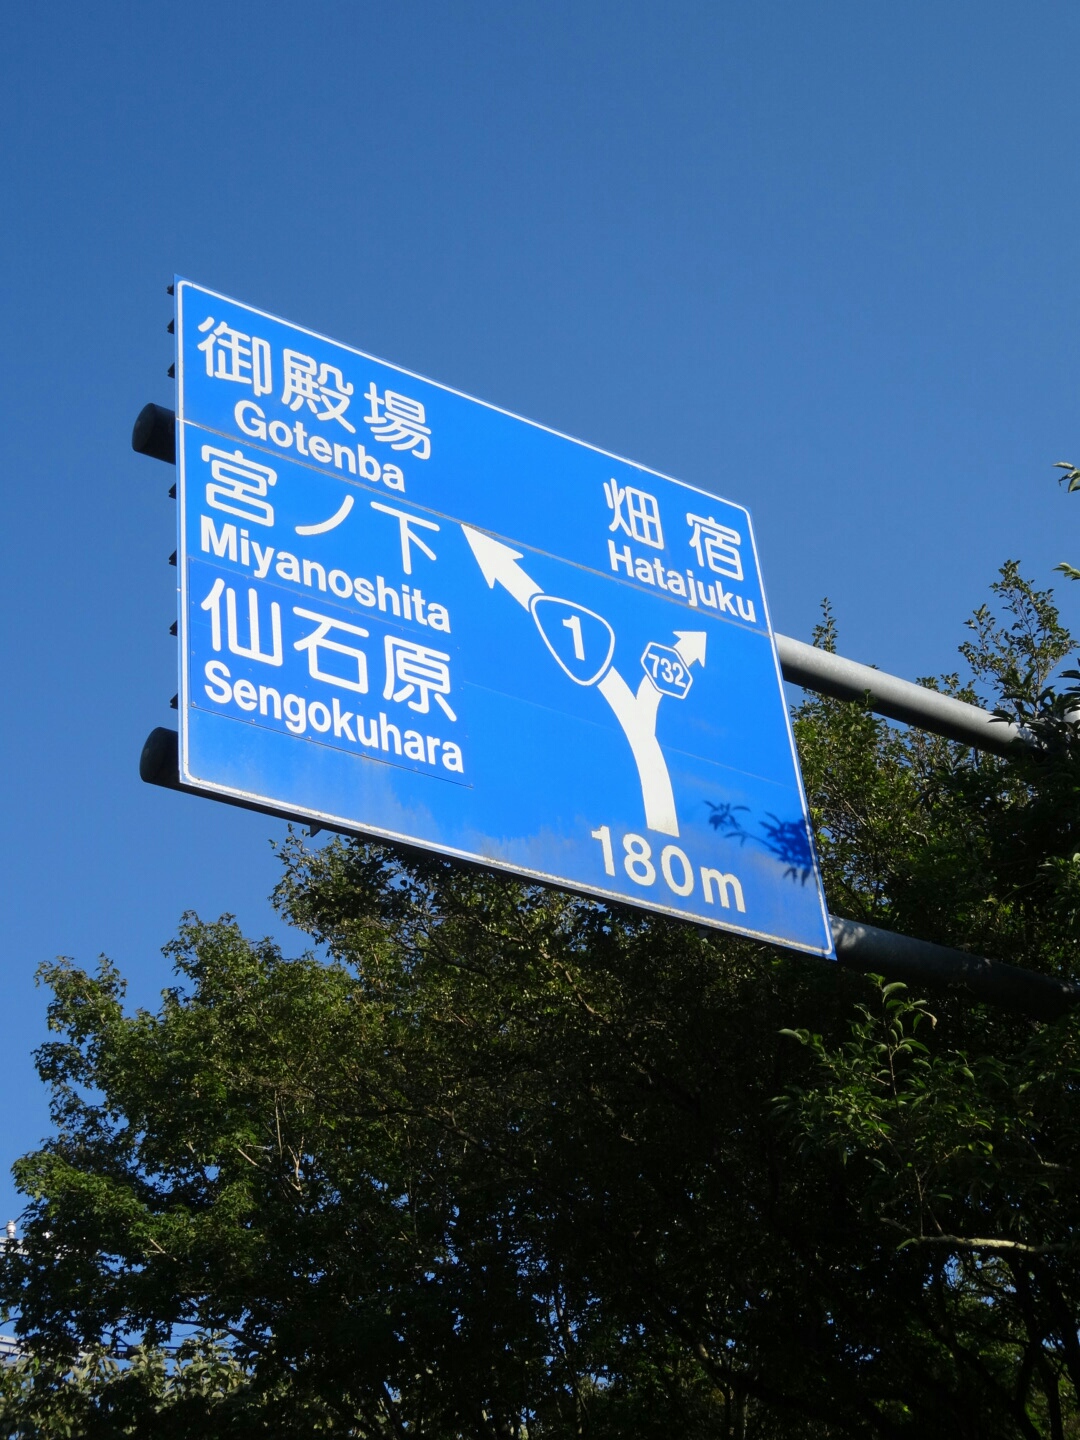 御殿場
Gotenba
宮ノ下
Miyanoshita
仙石原
Sengokuhara
畑宿
Hatajuku
1
732
180m